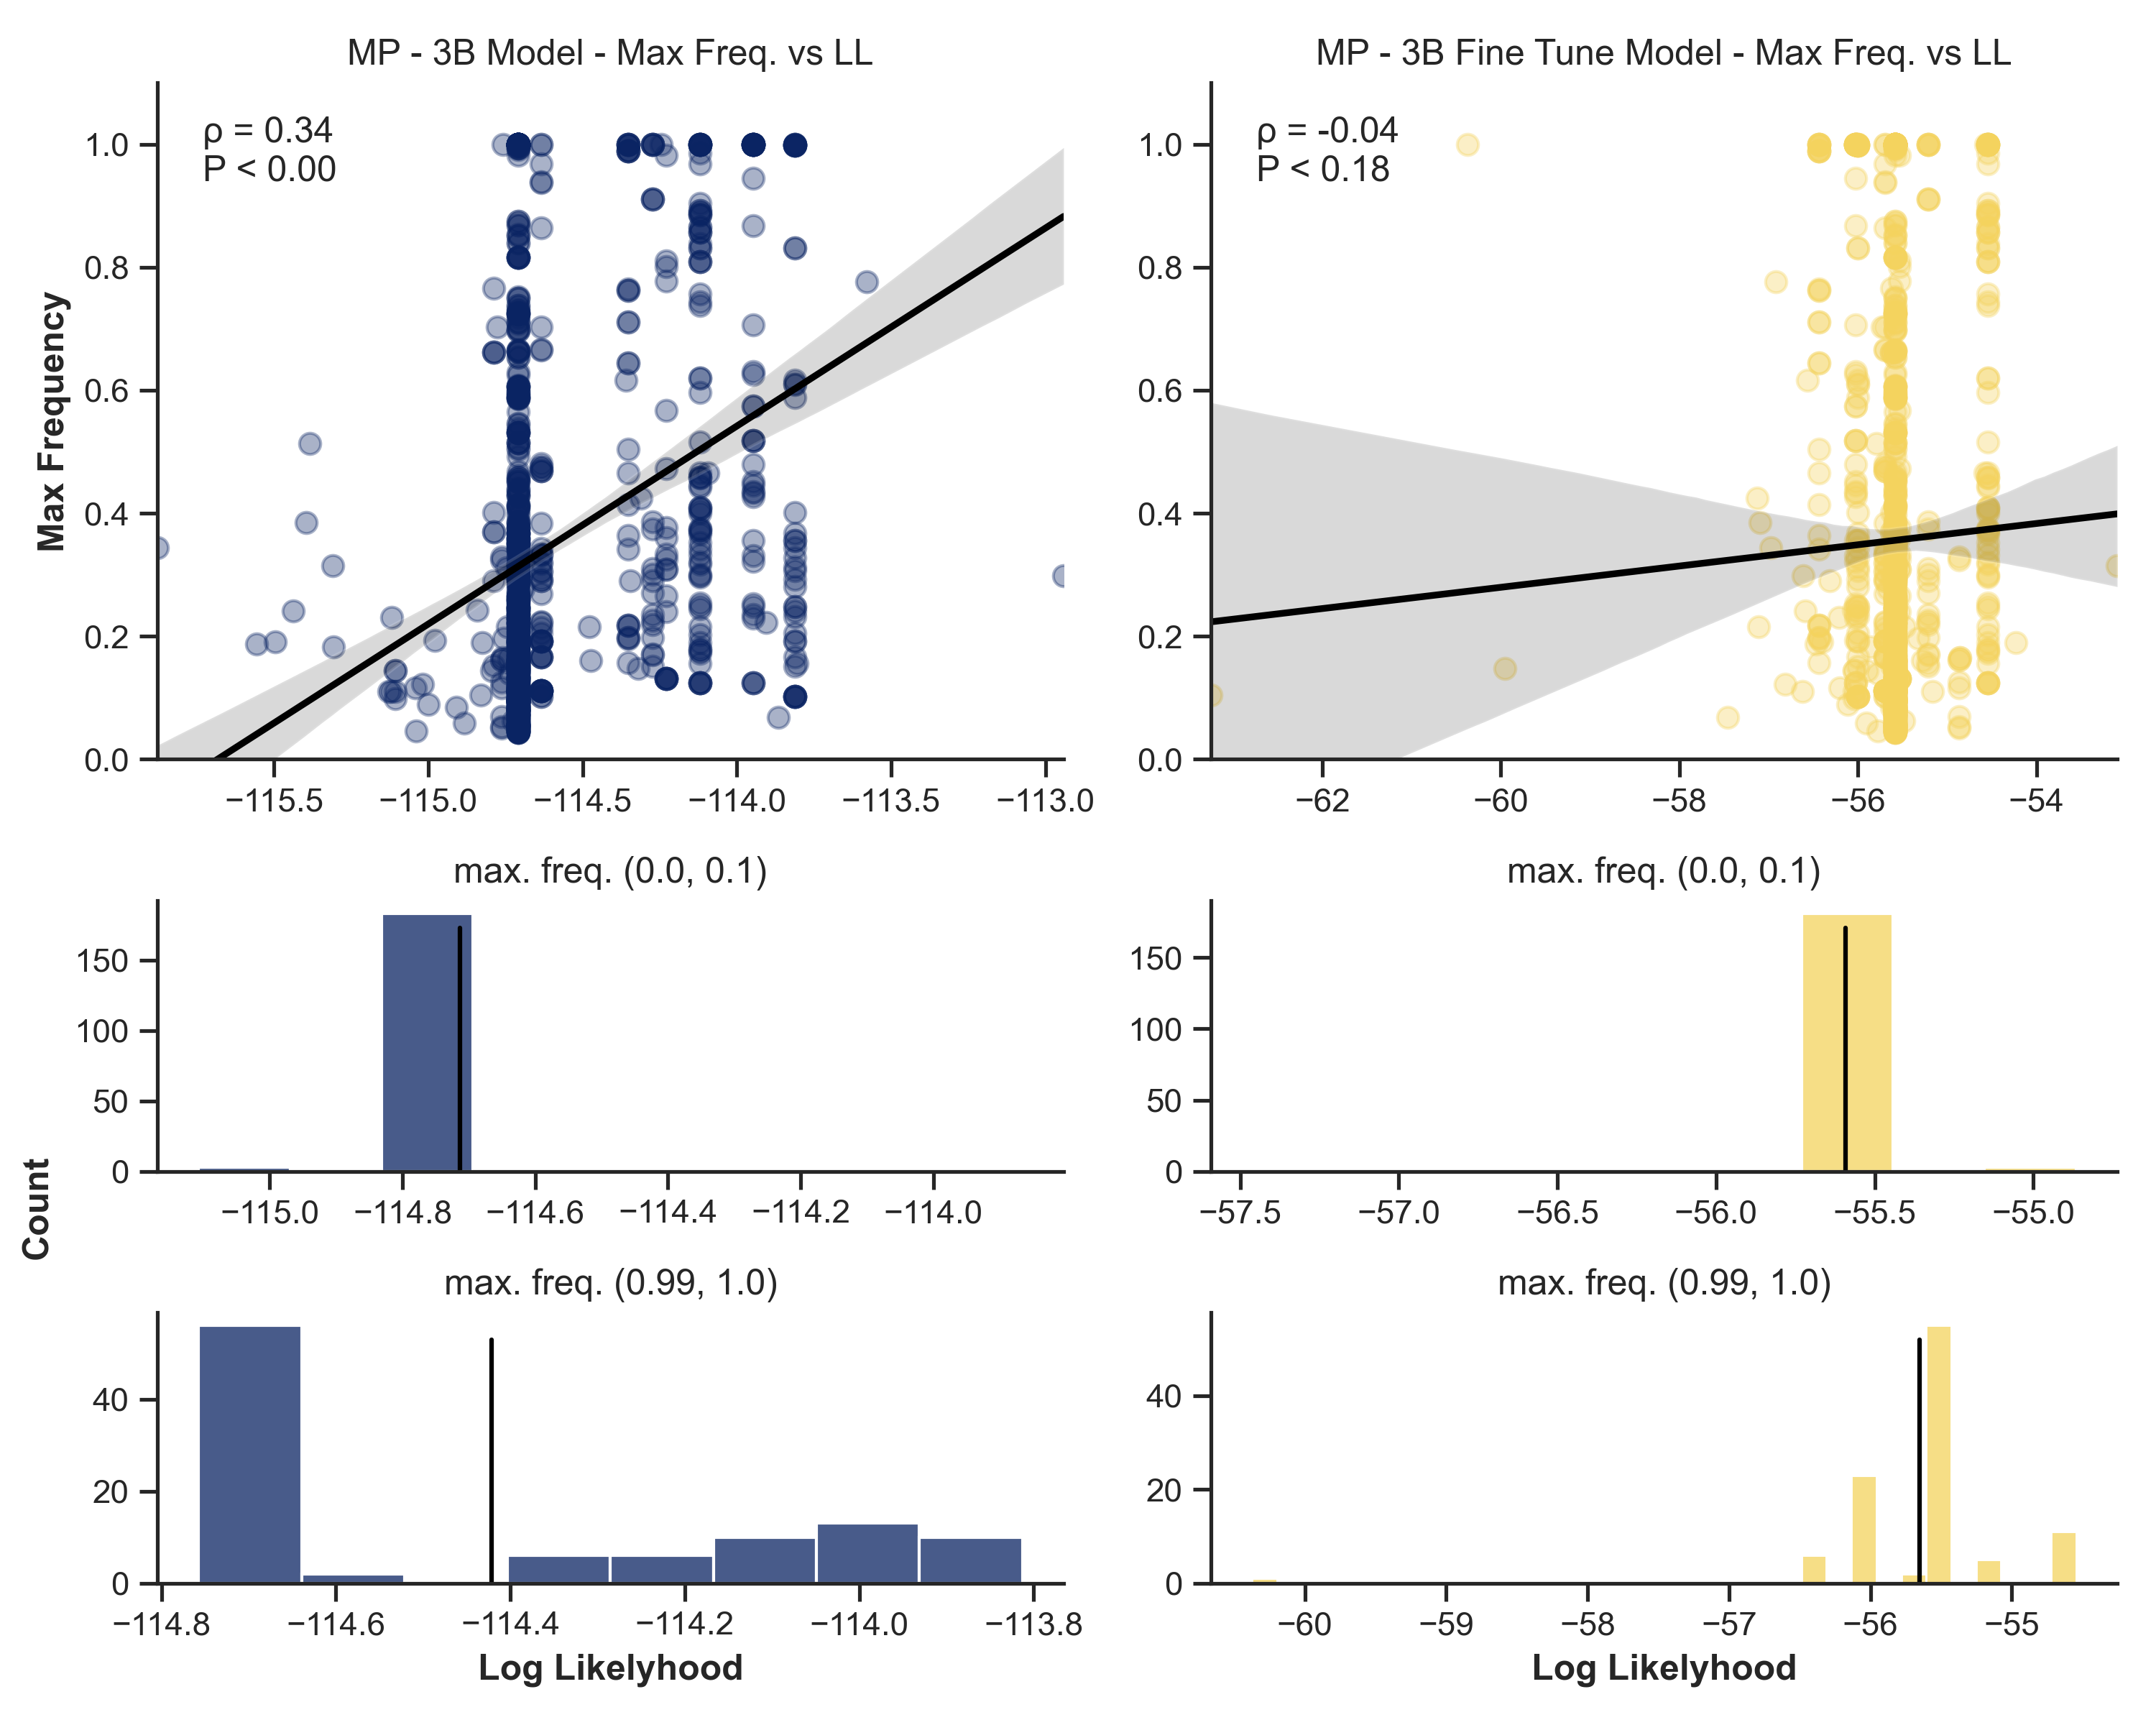 MP - 3B Model - Max Freq. vs LL
ρ = 0.34
P < 0.00
1.0
0.8
0.6
0.4
0.2
0.0
Max Frequency
−115.5 −115.0 −114.5 −114.0 −113.5 −113.0
MP - 3B Fine Tune Model - Max Freq. vs LL
ρ = -0.04
P < 0.18
1.0
0.8
0.6
0.4
0.2
0.0
−62 −60 −58 −56 −54
max. freq. (0.0, 0.1)
150
100
50
0
−115.0 −114.8 −114.6 −114.4 −114.2 −114.0
max. freq. (0.0, 0.1)
150
100
50
0
−57.5 −57.0 −56.5 −56.0 −55.5 −55.0
Count
max. freq. (0.99, 1.0)
40
20
0
−114.8 −114.6 −114.4 −114.2 −114.0 −113.8
Log Likelyhood
max. freq. (0.99, 1.0)
40
20
0
−60 −59 −58 −57 −56 −55
Log Likelyhood